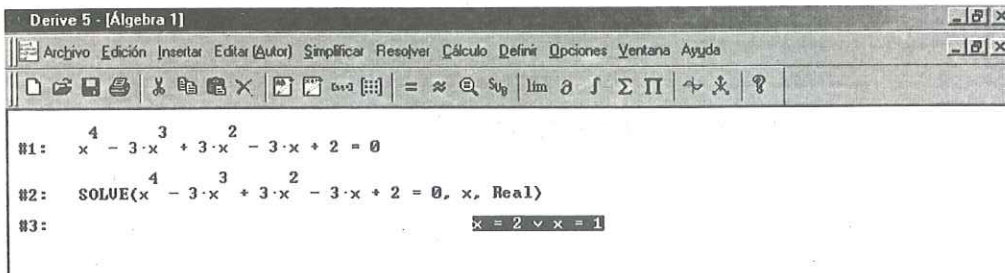 Derive 5 - [Álgebra 1]
Archivo Edición Insertar Editar (Autor) Simplificar Resolver Cálculo Definir Opciones Ventana Ayuda
= ≈ SUB lim ∂ ∫ Σ Π ?
#1: x^4 - 3·x^3 + 3·x^2 - 3·x + 2 = 0
#2: SOLVE(x^4 - 3·x^3 + 3·x^2 - 3·x + 2 = 0, x, Real)
#3: x = 2 ∨ x = 1